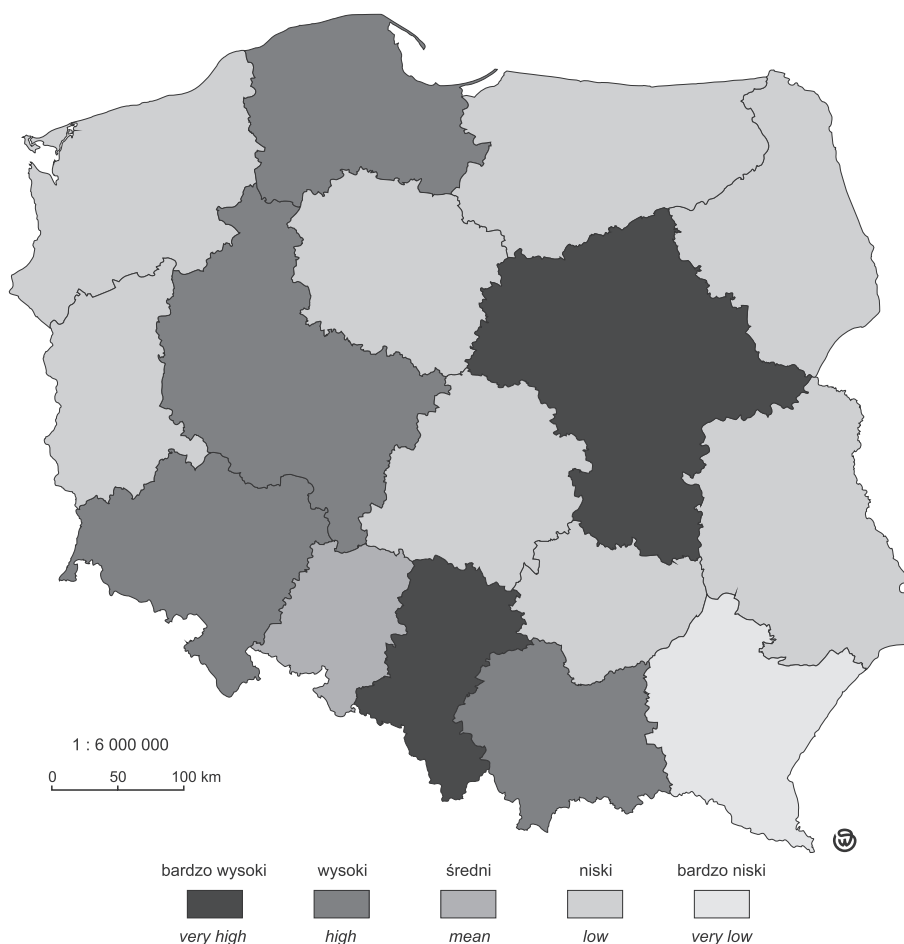 1 : 6 000 000
0 50 100 km
bardzo wysoki wysoki średni niski bardzo niski
very high high mean low very low